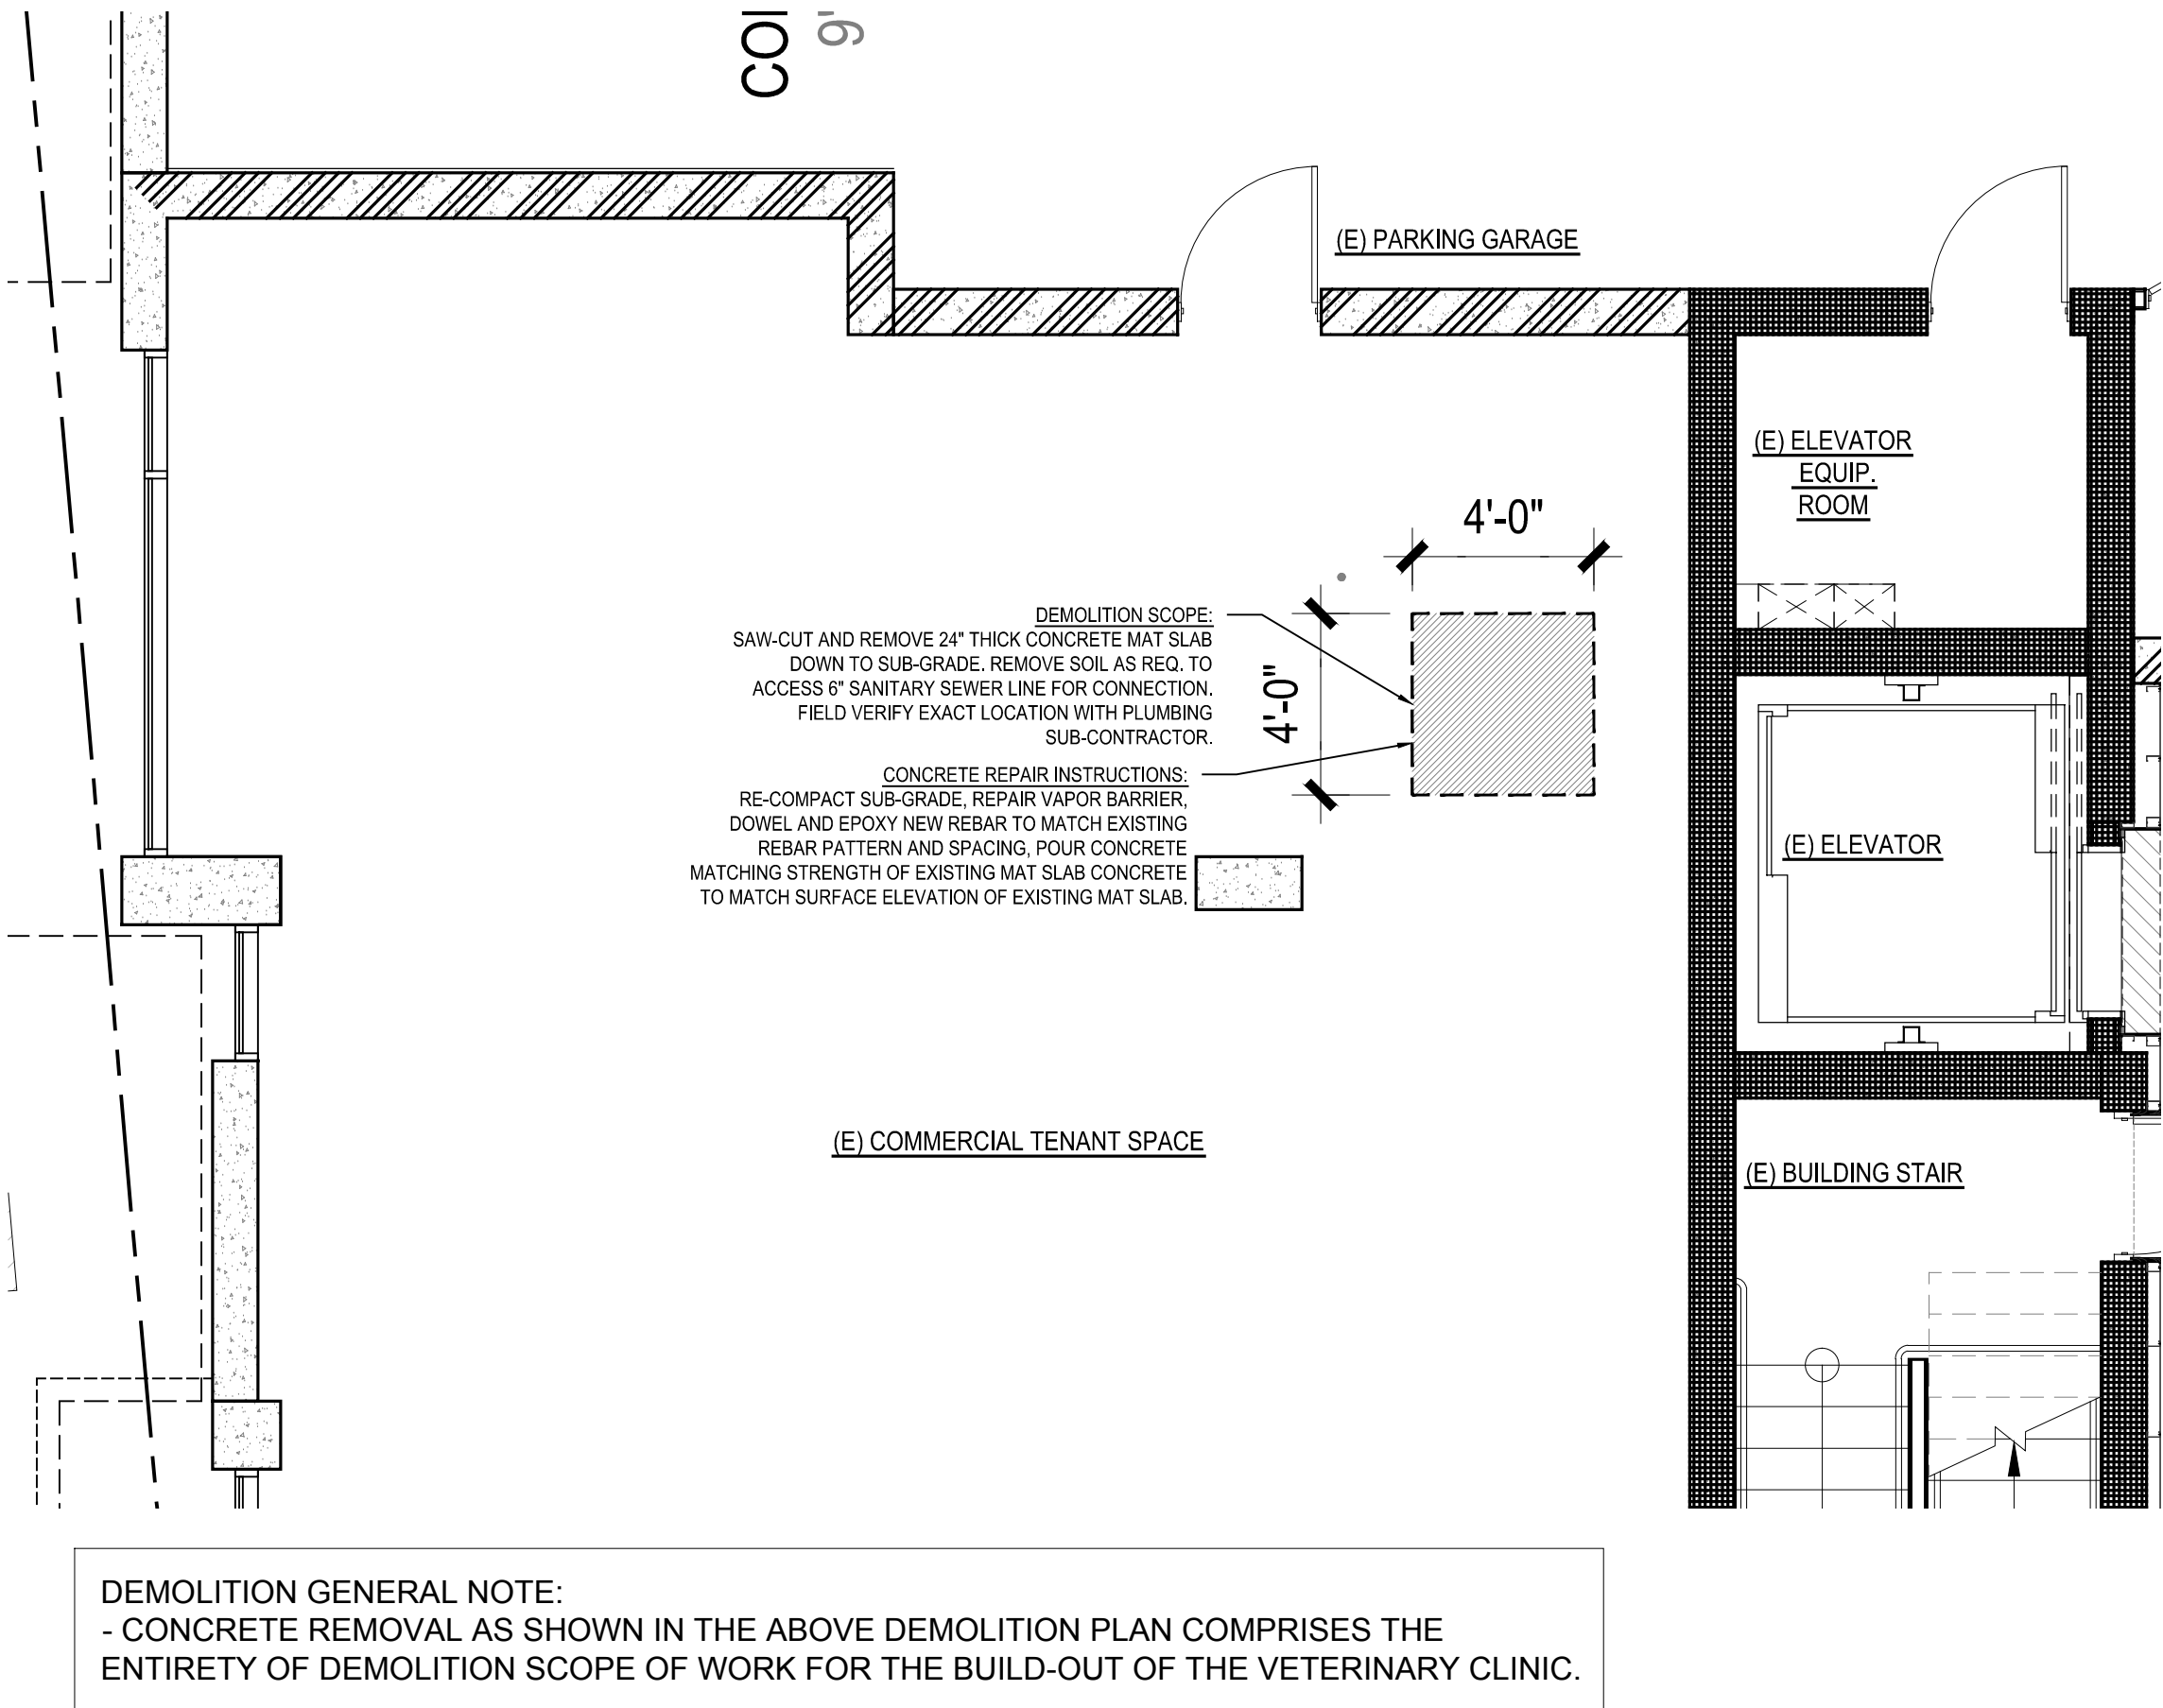 (E) PARKING GARAGE
(E) ELEVATOR
EQUIP.
ROOM
4'-0"
4'-0"
DEMOLITION SCOPE:
SAW-CUT AND REMOVE 24" THICK CONCRETE MAT SLAB
DOWN TO SUB-GRADE. REMOVE SOIL AS REQ. TO
ACCESS 6" SANITARY SEWER LINE FOR CONNECTION.
FIELD VERIFY EXACT LOCATION WITH PLUMBING
SUB-CONTRACTOR.
CONCRETE REPAIR INSTRUCTIONS:
RE-COMPACT SUB-GRADE, REPAIR VAPOR BARRIER,
DOWEL AND EPOXY NEW REBAR TO MATCH EXISTING
REBAR PATTERN AND SPACING, POUR CONCRETE
MATCHING STRENGTH OF EXISTING MAT SLAB CONCRETE
TO MATCH SURFACE ELEVATION OF EXISTING MAT SLAB.
(E) ELEVATOR
(E) COMMERCIAL TENANT SPACE
(E) BUILDING STAIR
DEMOLITION GENERAL NOTE:
- CONCRETE REMOVAL AS SHOWN IN THE ABOVE DEMOLITION PLAN COMPRISES THE
ENTIRETY OF DEMOLITION SCOPE OF WORK FOR THE BUILD-OUT OF THE VETERINARY CLINIC.